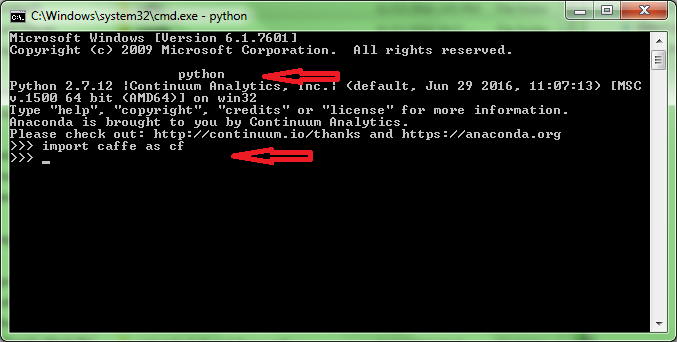 C:\Windows\system32\cmd.exe - python
Microsoft Windows [Version 6.1.7601]
Copyright (c) 2009 Microsoft Corporation.  All rights reserved.
python
Python 2.7.12 |Continuum Analytics, Inc.| (default, Jun 29 2016, 11:07:13) [MSC
v.1500 64 bit (AMD64)] on win32
Type "help", "copyright", "credits" or "license" for more information.
Anaconda is brought to you by Continuum Analytics.
Please check out: http://continuum.io/thanks and https://anaconda.org
>>> import caffe as cf
>>> _